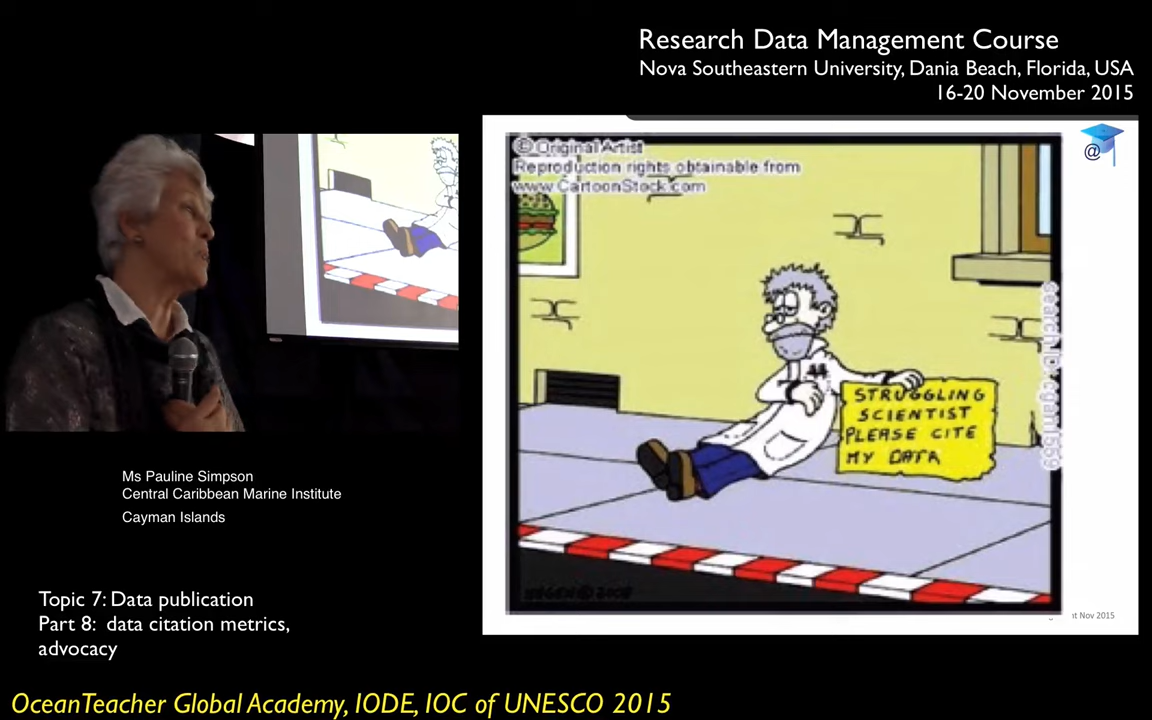 Research Data Management Course
Nova Southeastern University, Dania Beach, Florida, USA
16-20 November 2015
@
© Original Artist
Reproduction rights obtainable from
www.CartoonStock.com
STRUGGLING
SCIENTIST
PLEASE CITE
MY DATA
nt Nov 2015
Ms Pauline Simpson
Central Caribbean Marine Institute
Cayman Islands
Topic 7: Data publication
Part 8: data citation metrics,
advocacy
OceanTeacher Global Academy, IODE, IOC of UNESCO 2015